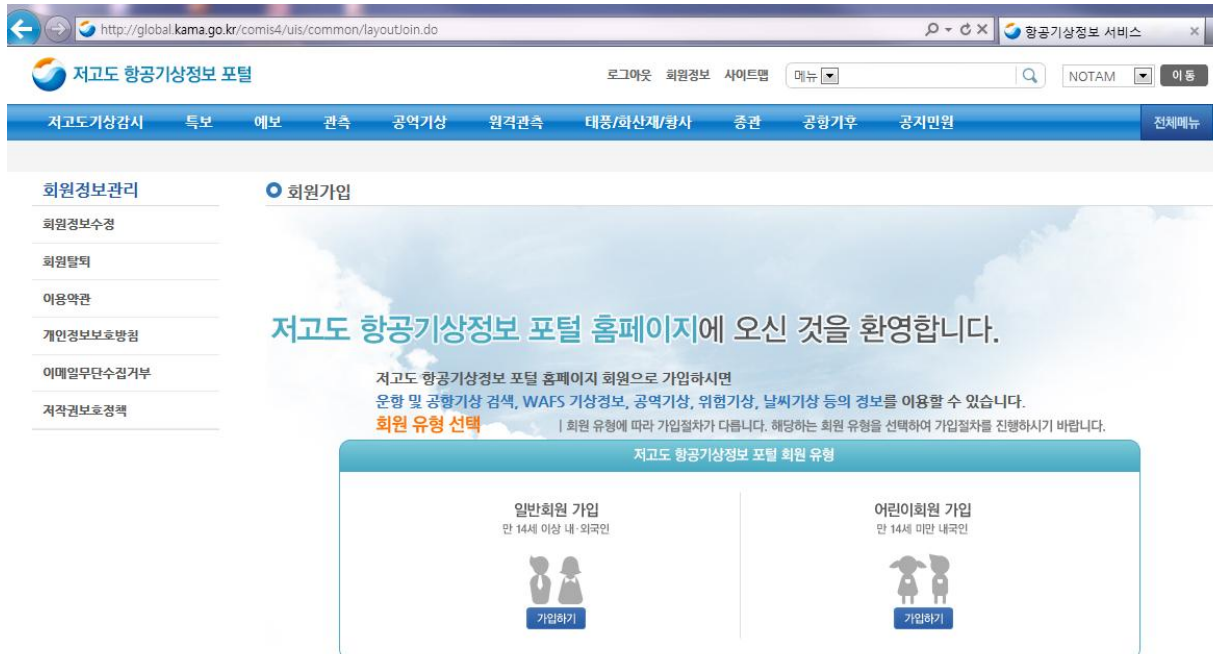 http://global.kama.go.kr/comis4/uis/common/layoutJoin.do
항공기상정보 서비스
저고도 항공기상정보 포털
로그아웃 회원정보 사이트맵 메뉴 NOTAM 이동
저고도기상감시 특보 예보 관측 공역기상 원격관측 태풍/화산재/황사 증관 공항기후 공지민원 전체메뉴
회원정보관리
회원정보수정
회원탈퇴
이용약관
개인정보보호방침
이메일무단수집거부
저작권보호정책
회원가입
저고도 항공기상정보 포털 홈페이지에 오신 것을 환영합니다.
저고도 항공기상정보 포털 홈페이지 회원으로 가입하시면
운항 및 공항기상 검색, WAFS 기상정보, 공역기상, 위험기상, 날씨기상 등의 정보를 이용할 수 있습니다.
회원 유형 선택 | 회원 유형에 따라 가입절차가 다릅니다. 해당하는 회원 유형을 선택하여 가입절차를 진행하시기 바랍니다.
저고도 항공기상정보 포털 회원 유형
일반회원 가입
만 14세 이상 내·외국인
가입하기
어린이회원 가입
만 14세 미만 내국인
가입하기